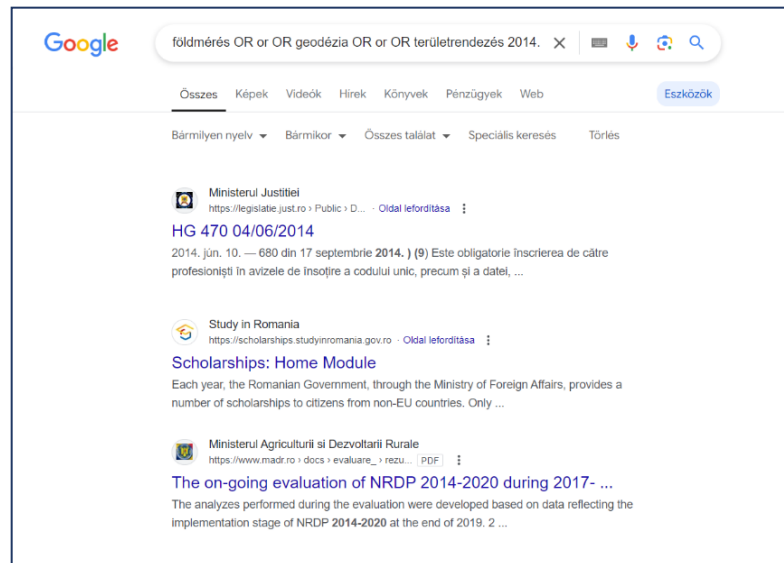 Google
földmérés OR or OR geodézia OR or OR területrendezés 2014.
Összes Képek Videók Hírek Könyvek Pénzügyek Web Eszközök
Bármilyen nyelv Bármikor Összes találat Speciális keresés Törlés
Ministerul Justitiei
https://legislatie.just.ro › Public › D... · Oldal lefordítása
HG 470 04/06/2014
2014. jún. 10. — 680 din 17 septembrie 2014. ) (9) Este obligatorie înscrierea de către
profesioniști în avizele de însoțire a codului unic, precum și a datei, ...
Study in Romania
https://scholarships.studyinromania.gov.ro · Oldal lefordítása
Scholarships: Home Module
Each year, the Romanian Government, through the Ministry of Foreign Affairs, provides a
number of scholarships to citizens from non-EU countries. Only ...
Ministerul Agriculturii si Dezvoltarii Rurale
https://www.madr.ro › docs › evaluare_ › rezu... PDF
The on-going evaluation of NRDP 2014-2020 during 2017- ...
The analyzes performed during the evaluation were developed based on data reflecting the
implementation stage of NRDP 2014-2020 at the end of 2019. 2 ...